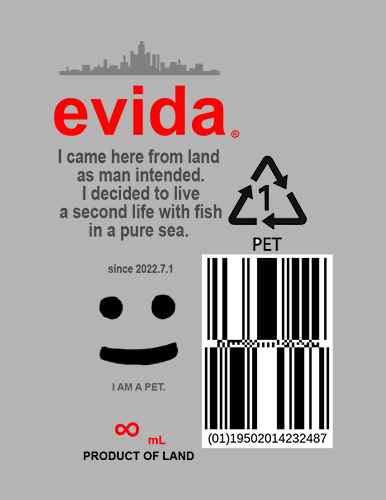 evida®
I came here from land
as man intended.
I decided to live
a second life with fish
in a pure sea.
1
PET
since 2022.7.1
I AM A PET.
∞ mL
PRODUCT OF LAND
(01)19502014232487